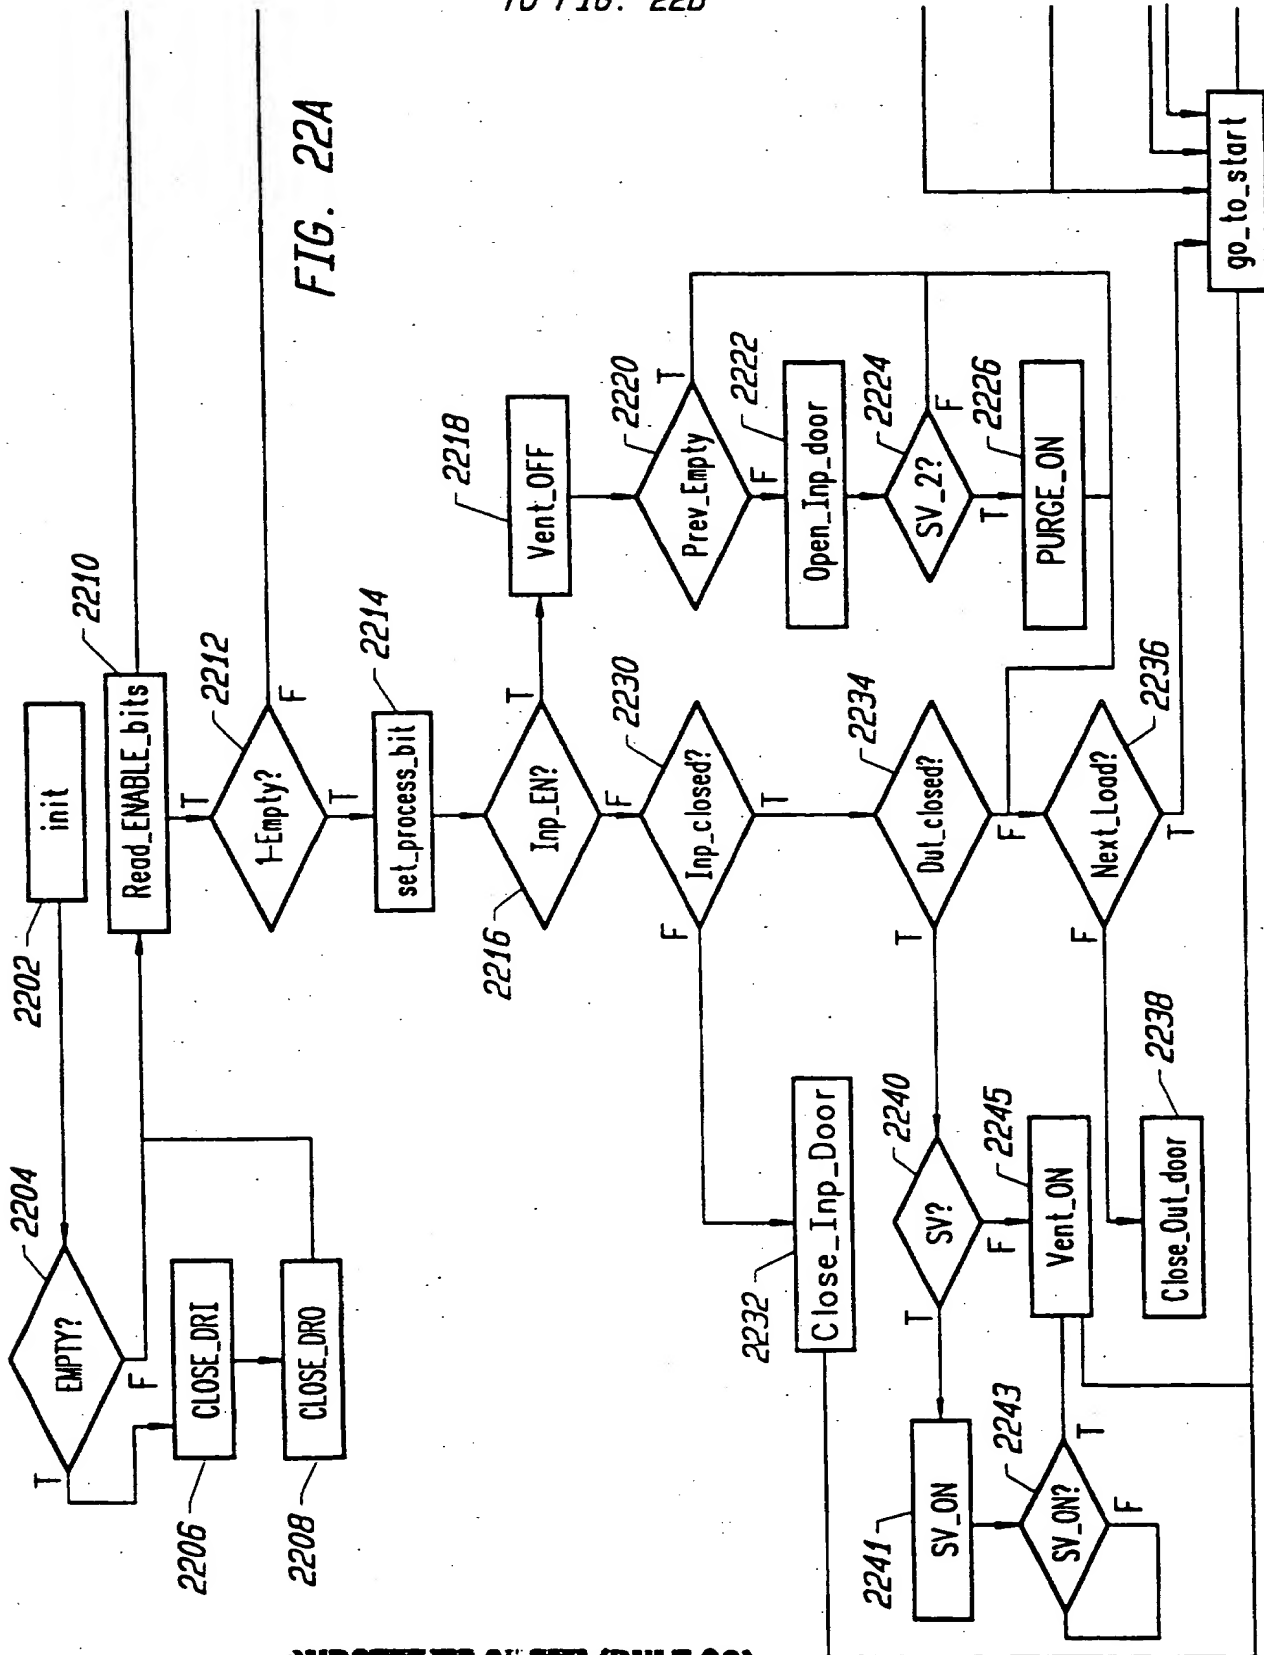 TO FIG. 22B
FIG. 22A
init
2202
EMPTY?
2204
T
F
CLOSE_DRI
2206
CLOSE_DRO
2208
Read_ENABLE_bits
2210
T
1-Empty?
2212
F
T
set_process_bit
2214
Inp_EN?
2216
T
F
Vent_OFF
2218
Prev_Empty
2220
T
F
Open_Inp_door
2222
SV_2?
2224
F
T
PURGE_ON
2226
Inp_closed?
2230
F
T
Close_Inp_Door
2232
Out_closed?
2234
T
F
Next_Load?
2236
F
T
Close_Out_door
2238
SV?
2240
T
F
SV_ON
2241
SV_ON?
2243
T
F
Vent_ON
2245
go_to_start